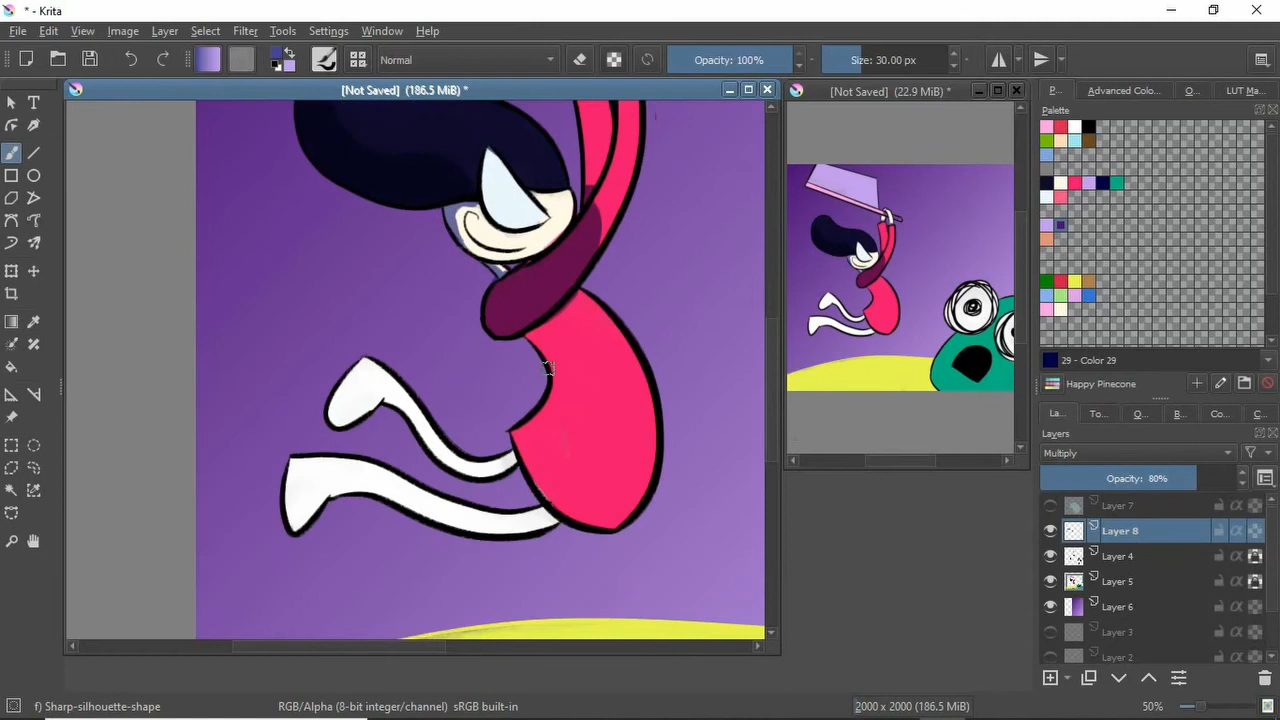 * - Krita
File Edit View Image Layer Select Filter Tools Settings Window Help
Normal Opacity: 100% Size: 30.00 px
[Not Saved] (186.5 MiB) *
[Not Saved] (22.9 MiB) *
P... Advanced Colo... O... LUT Ma...
Palette
29 - Color 29
Happy Pinecone
La... To... Q... B... Co... C...
Layers
Multiply
Opacity: 80%
Layer 7
Layer 8
Layer 4
Layer 5
Layer 6
Layer 3
Layer 2
f) Sharp-silhouette-shape RGB/Alpha (8-bit integer/channel) sRGB built-in 2000 x 2000 (186.5 MiB) 50%